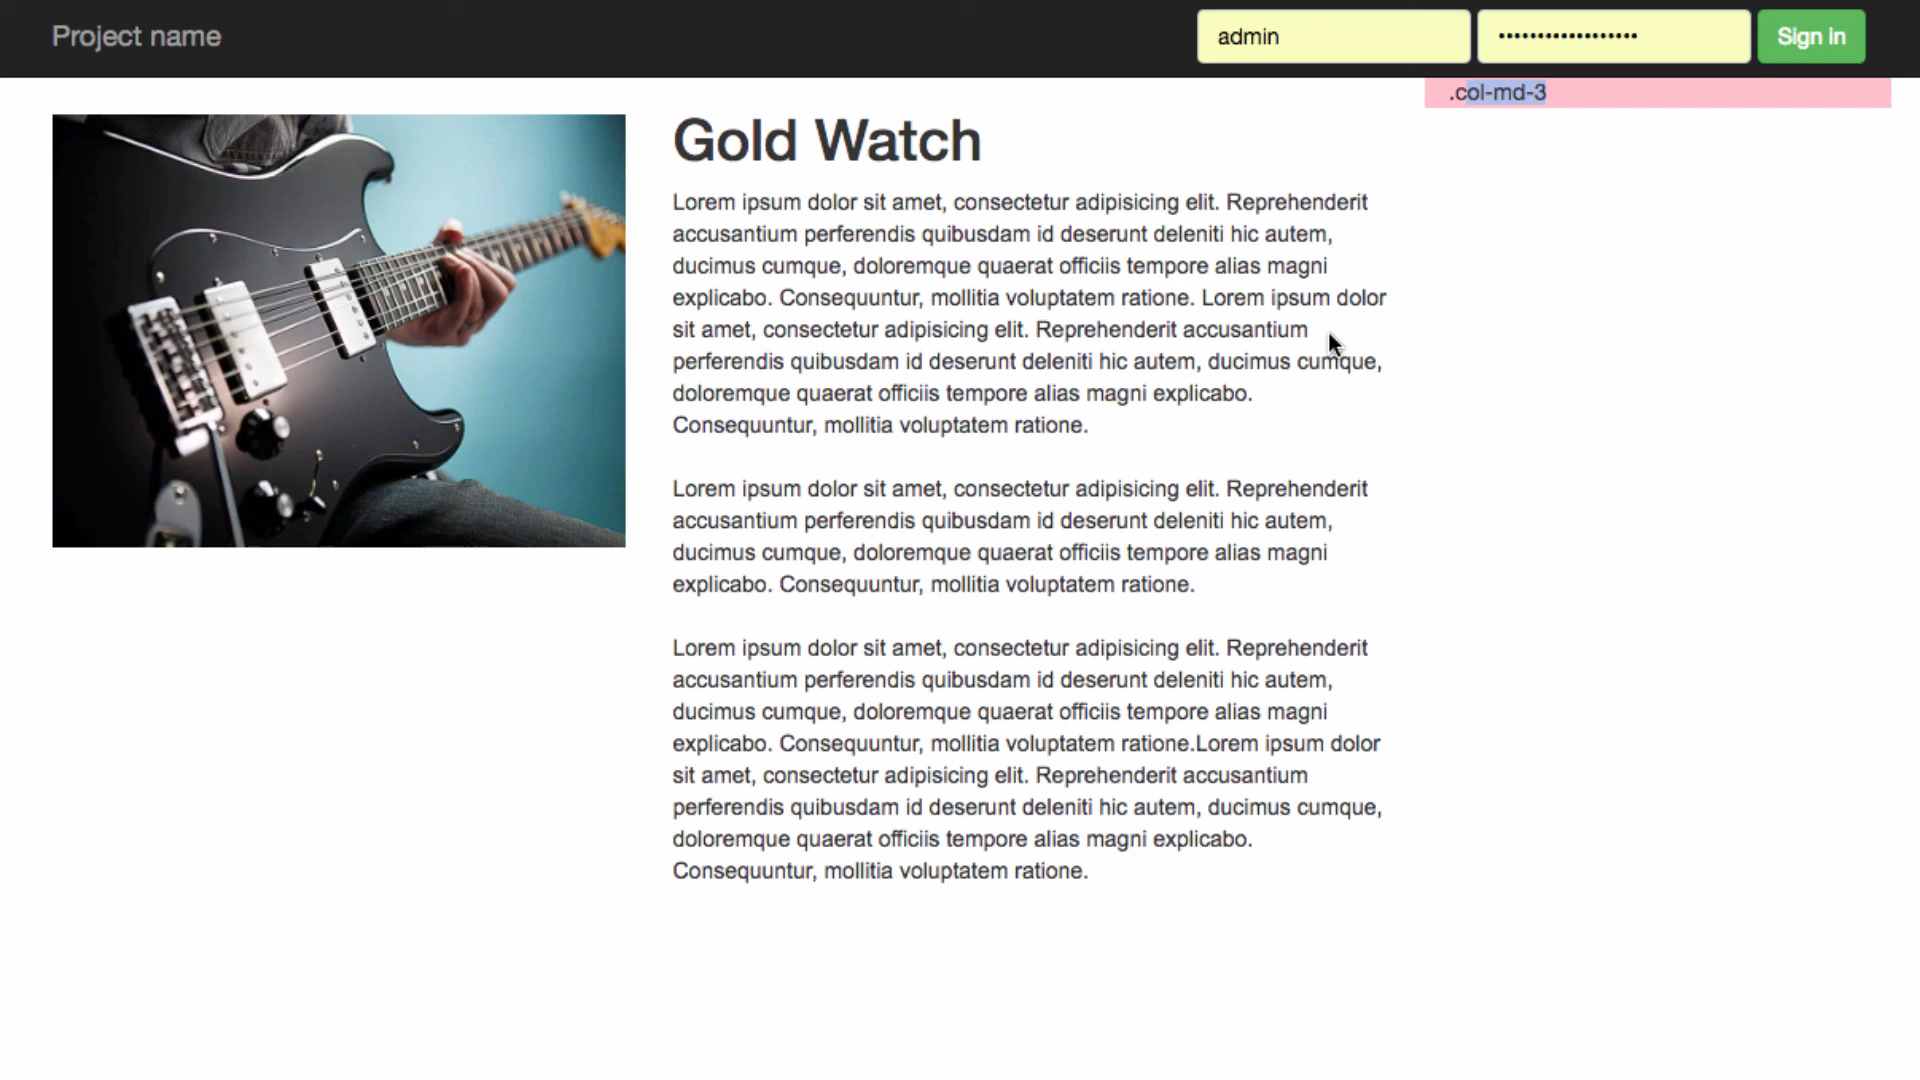 Project name
admin
Sign in
.col-md-3
Gold Watch
Lorem ipsum dolor sit amet, consectetur adipisicing elit. Reprehenderit
accusantium perferendis quibusdam id deserunt deleniti hic autem,
ducimus cumque, doloremque quaerat officiis tempore alias magni
explicabo. Consequuntur, mollitia voluptatem ratione. Lorem ipsum dolor
sit amet, consectetur adipisicing elit. Reprehenderit accusantium
perferendis quibusdam id deserunt deleniti hic autem, ducimus cumque,
doloremque quaerat officiis tempore alias magni explicabo.
Consequuntur, mollitia voluptatem ratione.
Lorem ipsum dolor sit amet, consectetur adipisicing elit. Reprehenderit
accusantium perferendis quibusdam id deserunt deleniti hic autem,
ducimus cumque, doloremque quaerat officiis tempore alias magni
explicabo. Consequuntur, mollitia voluptatem ratione.
Lorem ipsum dolor sit amet, consectetur adipisicing elit. Reprehenderit
accusantium perferendis quibusdam id deserunt deleniti hic autem,
ducimus cumque, doloremque quaerat officiis tempore alias magni
explicabo. Consequuntur, mollitia voluptatem ratione.Lorem ipsum dolor
sit amet, consectetur adipisicing elit. Reprehenderit accusantium
perferendis quibusdam id deserunt deleniti hic autem, ducimus cumque,
doloremque quaerat officiis tempore alias magni explicabo.
Consequuntur, mollitia voluptatem ratione.